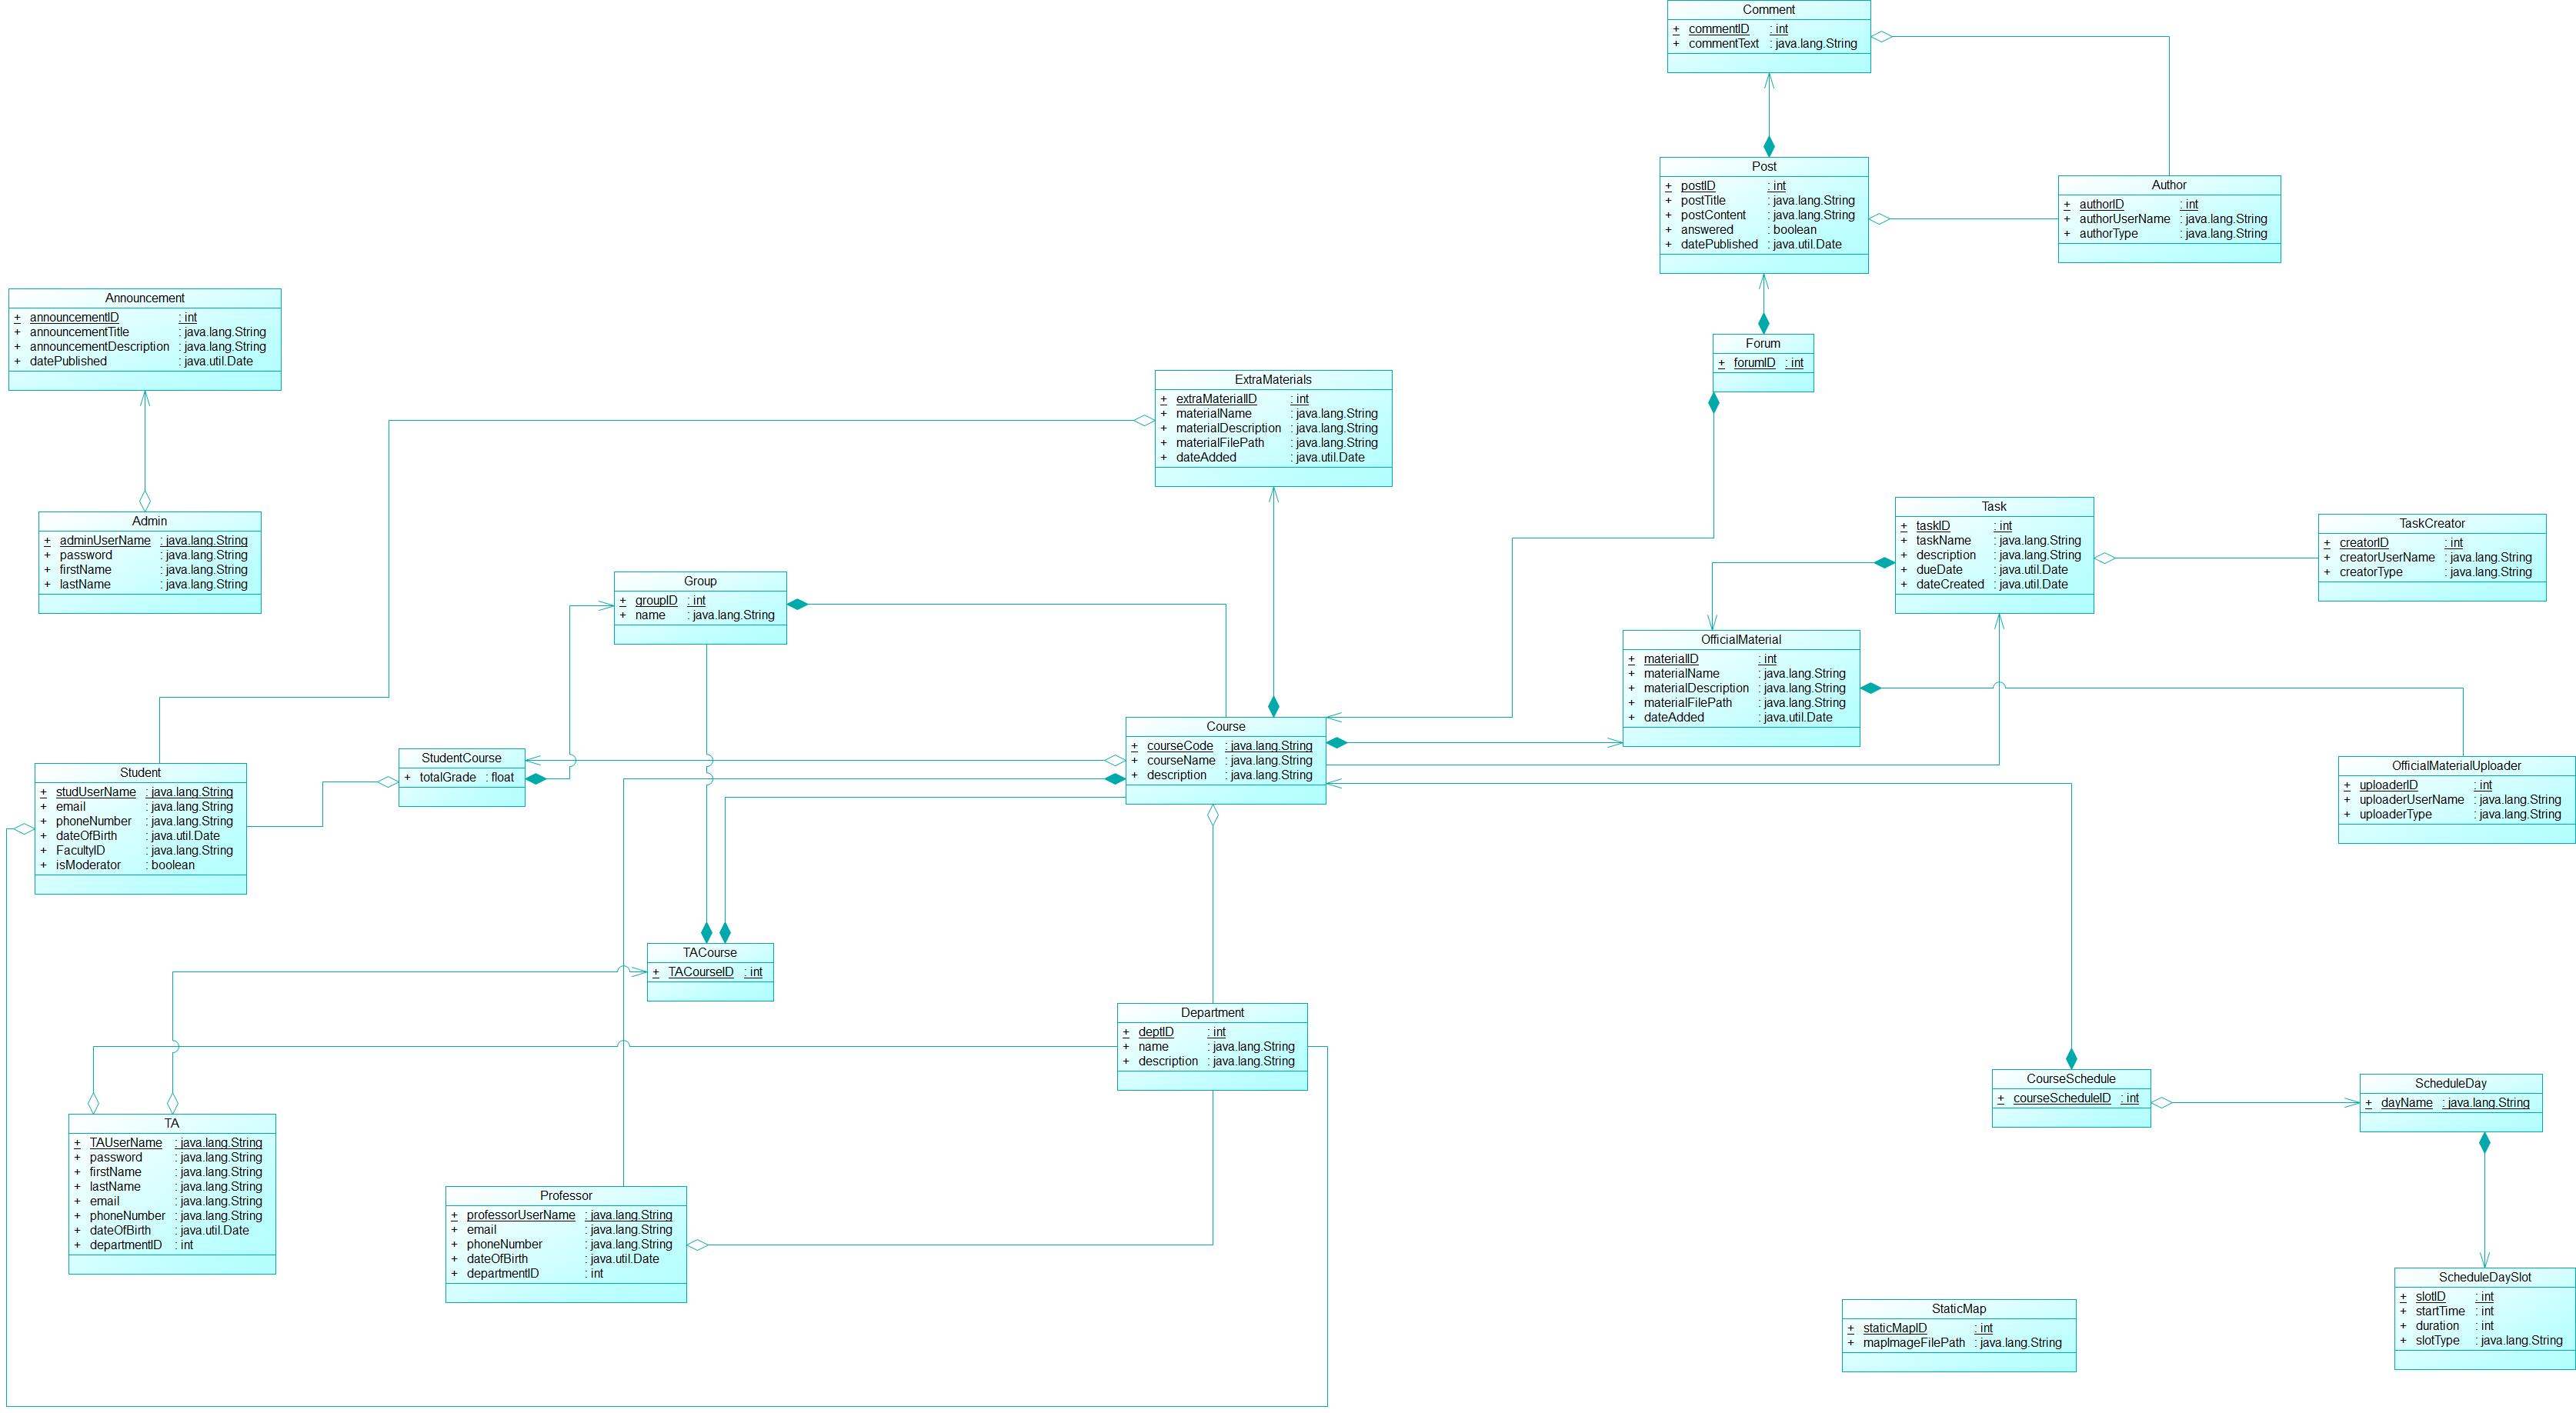 Comment
+ commentID : int
+ commentText : java.lang.String
Post
+ postID : int
+ postTitle : java.lang.String
+ postContent : java.lang.String
+ answered : boolean
+ datePublished : java.util.Date
Author
+ authorID : int
+ authorUserName : java.lang.String
+ authorType : java.lang.String
Announcement
+ announcementID : int
+ announcementTitle : java.lang.String
+ announcementDescription : java.lang.String
+ datePublished : java.util.Date
Forum
+ forumID : int
ExtraMaterials
+ extraMaterialID : int
+ materialName : java.lang.String
+ materialDescription : java.lang.String
+ materialFilePath : java.lang.String
+ dateAdded : java.util.Date
Admin
+ adminUserName : java.lang.String
+ password : java.lang.String
+ firstName : java.lang.String
+ lastName : java.lang.String
Task
+ taskID : int
+ taskName : java.lang.String
+ description : java.lang.String
+ dueDate : java.util.Date
+ dateCreated : java.util.Date
TaskCreator
+ creatorID : int
+ creatorUserName : java.lang.String
+ creatorType : java.lang.String
Group
+ groupID : int
+ name : java.lang.String
OfficialMaterial
+ materialID : int
+ materialName : java.lang.String
+ materialDescription : java.lang.String
+ materialFilePath : java.lang.String
+ dateAdded : java.util.Date
Course
+ courseCode : java.lang.String
+ courseName : java.lang.String
+ description : java.lang.String
StudentCourse
+ totalGrade : float
Student
+ studUserName : java.lang.String
+ email : java.lang.String
+ phoneNumber : java.lang.String
+ dateOfBirth : java.util.Date
+ FacultyID : java.lang.String
+ isModerator : boolean
OfficialMaterialUploader
+ uploaderID : int
+ uploaderUserName : java.lang.String
+ uploaderType : java.lang.String
TACourse
+ TACourseID : int
Department
+ deptID : int
+ name : java.lang.String
+ description : java.lang.String
CourseSchedule
+ courseScheduleID : int
ScheduleDay
+ dayName : java.lang.String
TA
+ TAUserName : java.lang.String
+ password : java.lang.String
+ firstName : java.lang.String
+ lastName : java.lang.String
+ email : java.lang.String
+ phoneNumber : java.lang.String
+ dateOfBirth : java.util.Date
+ departmentID : int
Professor
+ professorUserName : java.lang.String
+ email : java.lang.String
+ phoneNumber : java.lang.String
+ dateOfBirth : java.util.Date
+ departmentID : int
ScheduleDaySlot
+ slotID : int
+ startTime : int
+ duration : int
+ slotType : java.lang.String
StaticMap
+ staticMapID : int
+ mapImageFilePath : java.lang.String